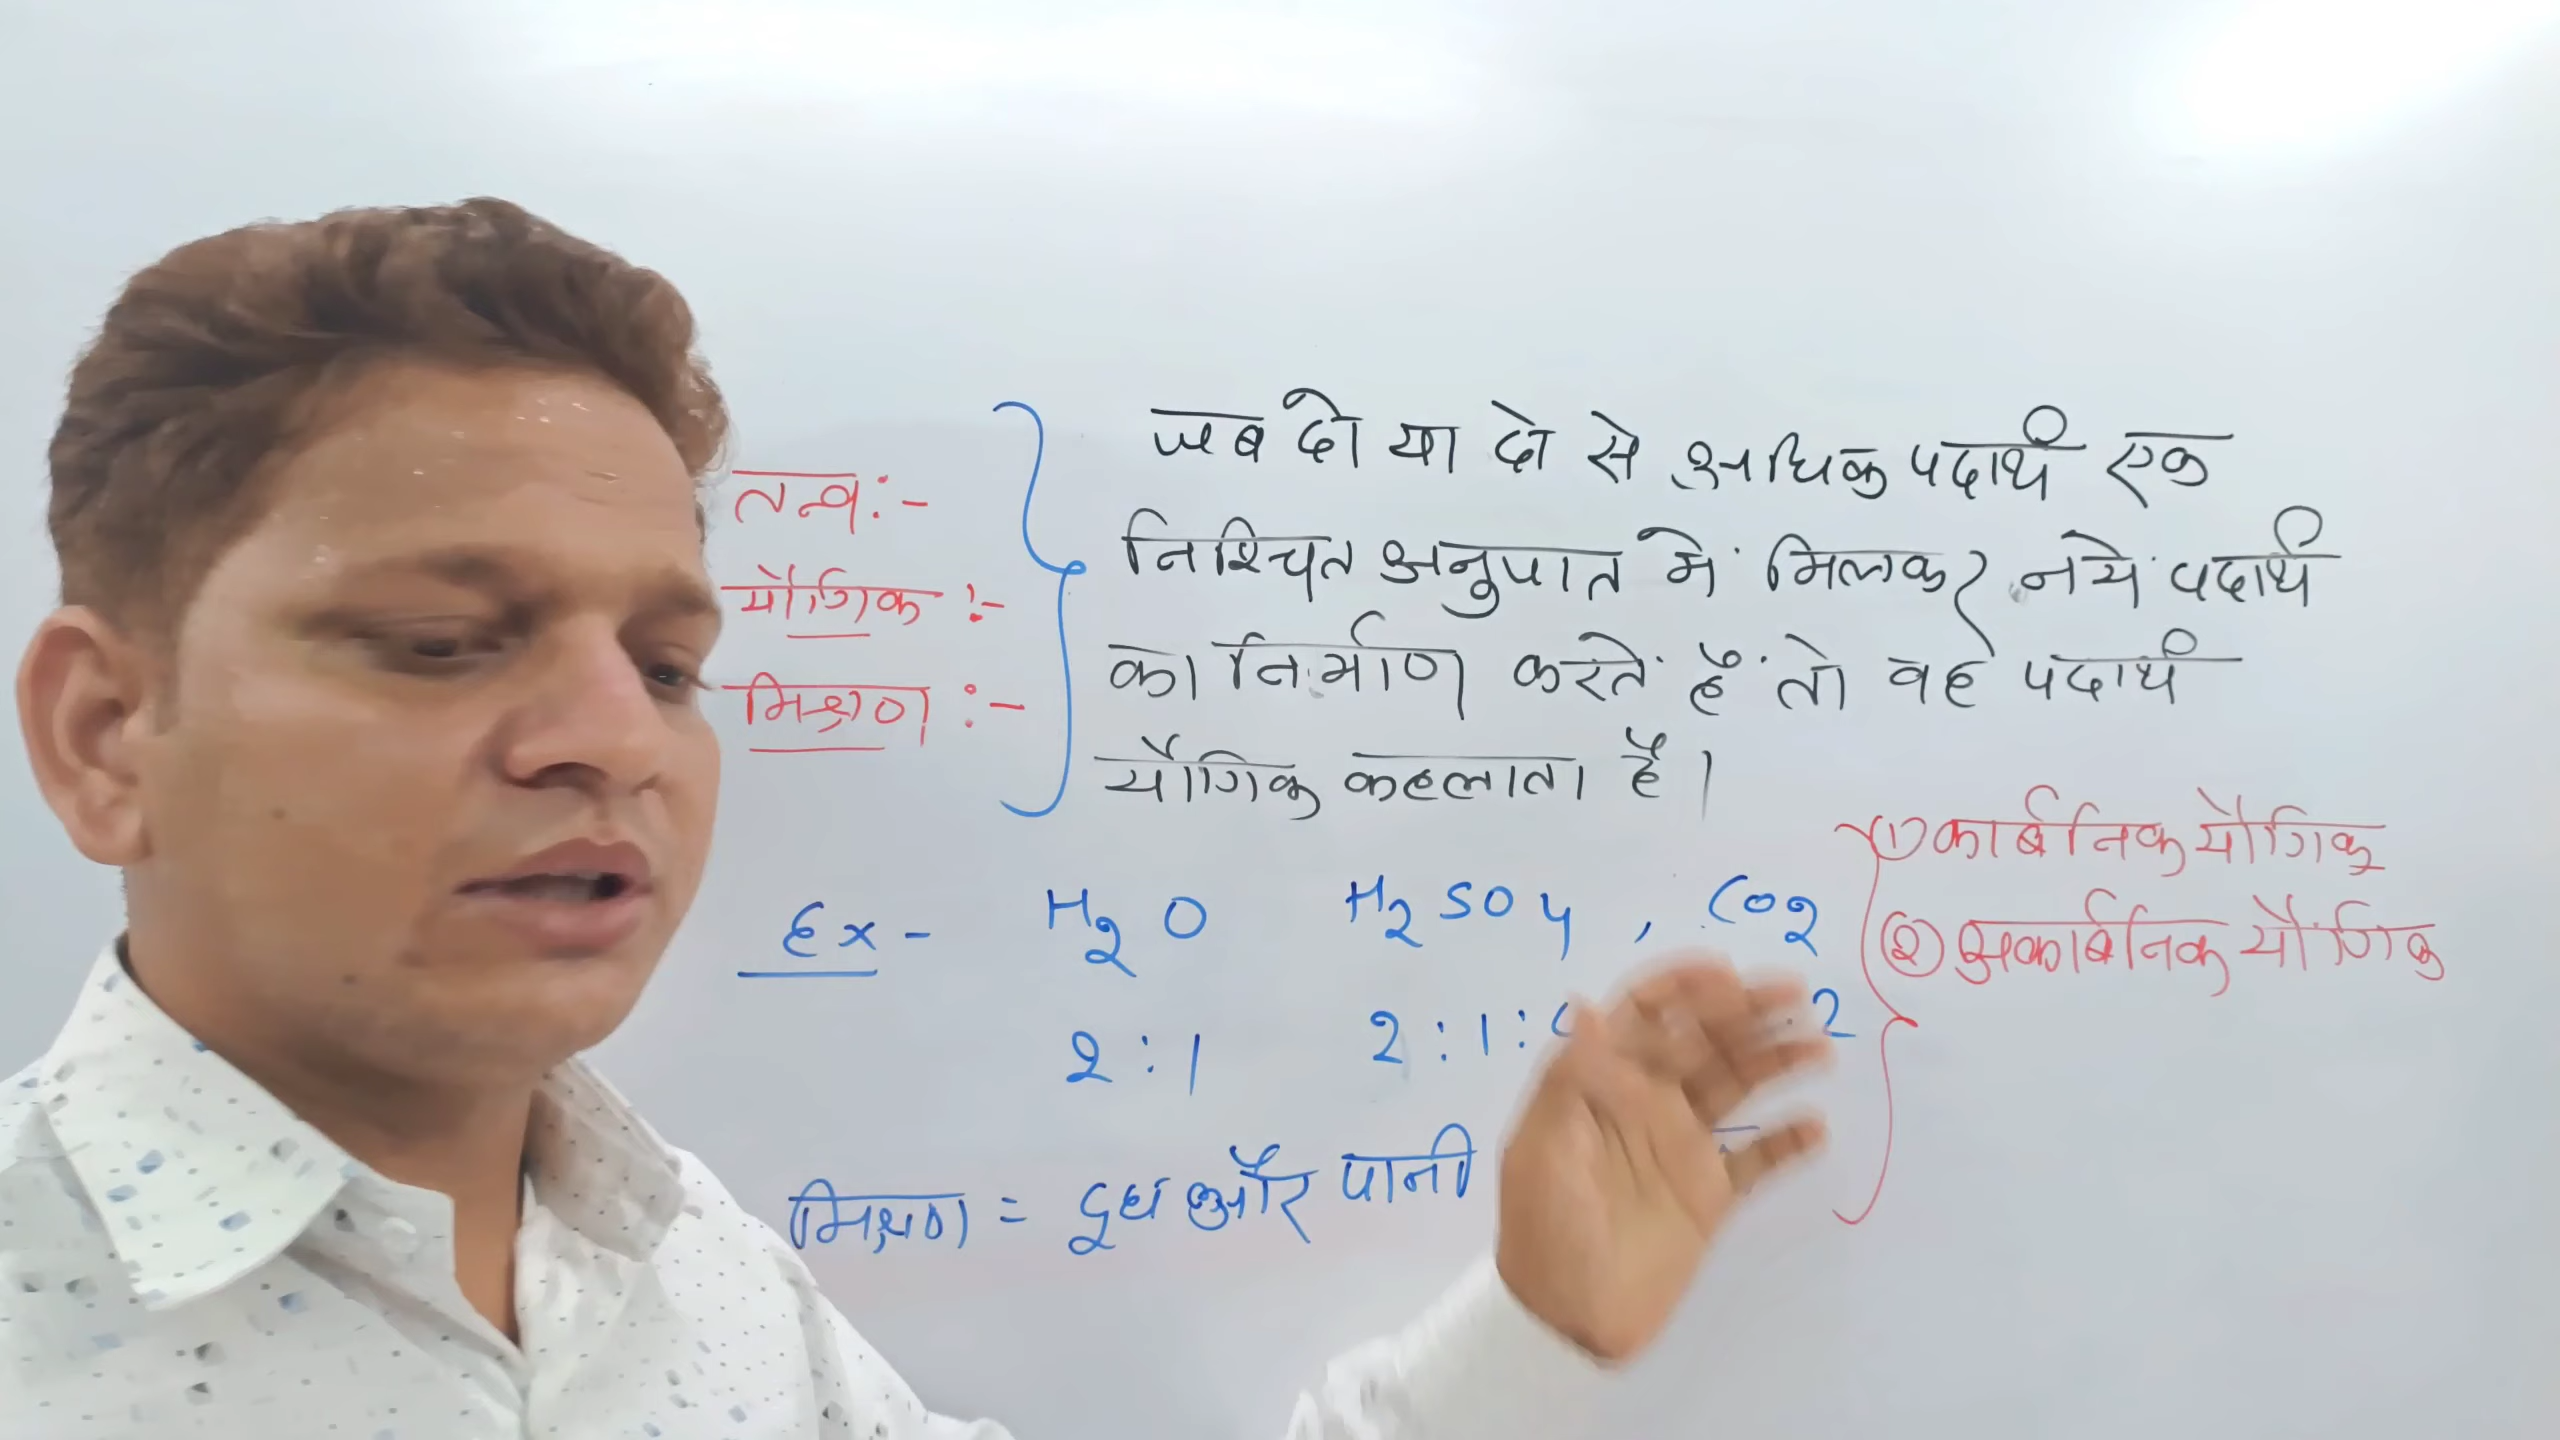 तत्व:-
यौगिक :-
मिश्रण :-
जब दो या दो से अधिक पदार्थ एक
निश्चित अनुपात में मिलकर नये पदार्थ
का निर्माण करतें हैं तो वह पदार्थ
यौगिक कहलाता है।
① कार्बनिक यौगिक
② अकार्बनिक यौगिक
Ex - H2O H2SO4 , CO2
2:1 2:1: :2
मिश्रण = दूध और पानी